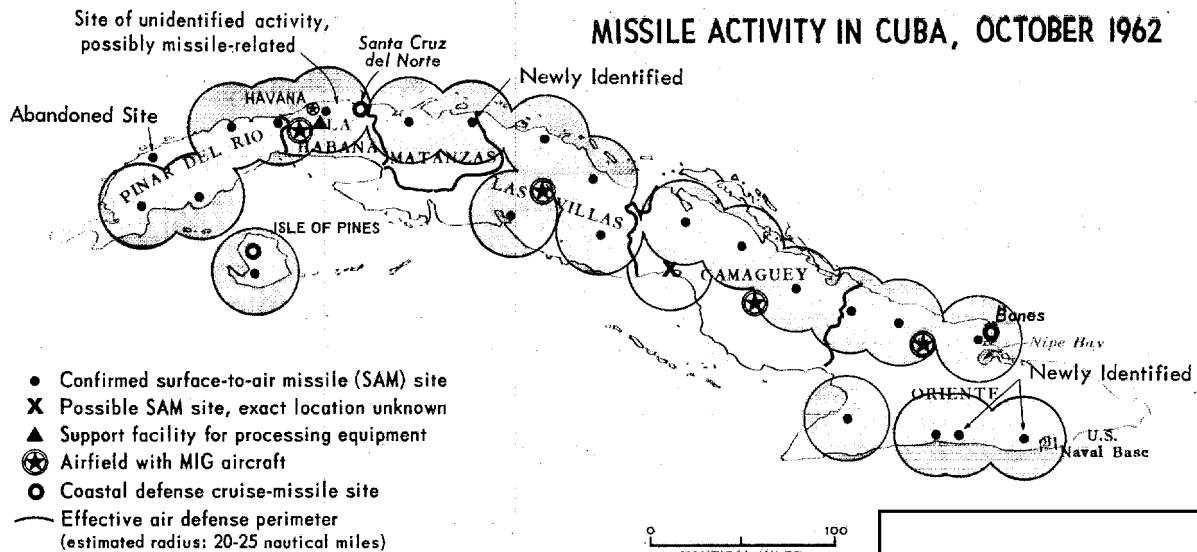 MISSILE ACTIVITY IN CUBA, OCTOBER 1962
Site of unidentified activity,
possibly missile-related
Santa Cruz
del Norte
Newly Identified
Abandoned Site
HAVANA
LA
HABANA
MATANZAS
PINAR DEL RIO
LAS VILLAS
ISLE OF PINES
CAMAGUEY
Banes
Nipe Bay
Newly Identified
ORIENTE
U.S.
Naval Base
Confirmed surface-to-air missile (SAM) site
X Possible SAM site, exact location unknown
Support facility for processing equipment
Airfield with MIG aircraft
Coastal defense cruise-missile site
Effective air defense perimeter
(estimated radius: 20-25 nautical miles)
0 100